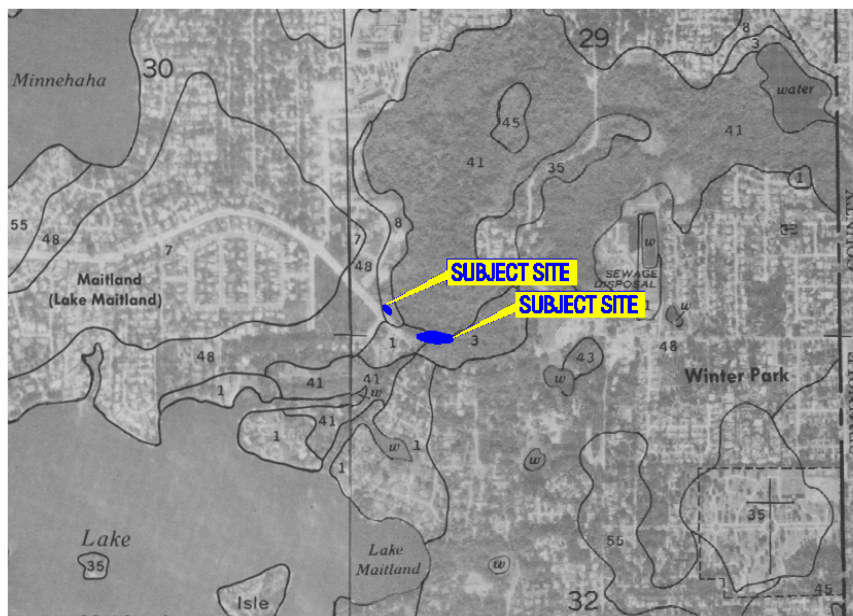 29
8
3
30
Minnehaha
water
45
41
41
35
1
55
48
7
8
7
48
w
COUNTY
SUBJECT SITE
SEWAGE
DISPOSAL
1
Maitland
(Lake Maitland)
SUBJECT SITE
w
1
3
48
48
43
41
41
w
Winter Park
1
w
41
1
w
1
1
w
35
Lake
55
Lake
Maitland
35
w
Isle
32
45